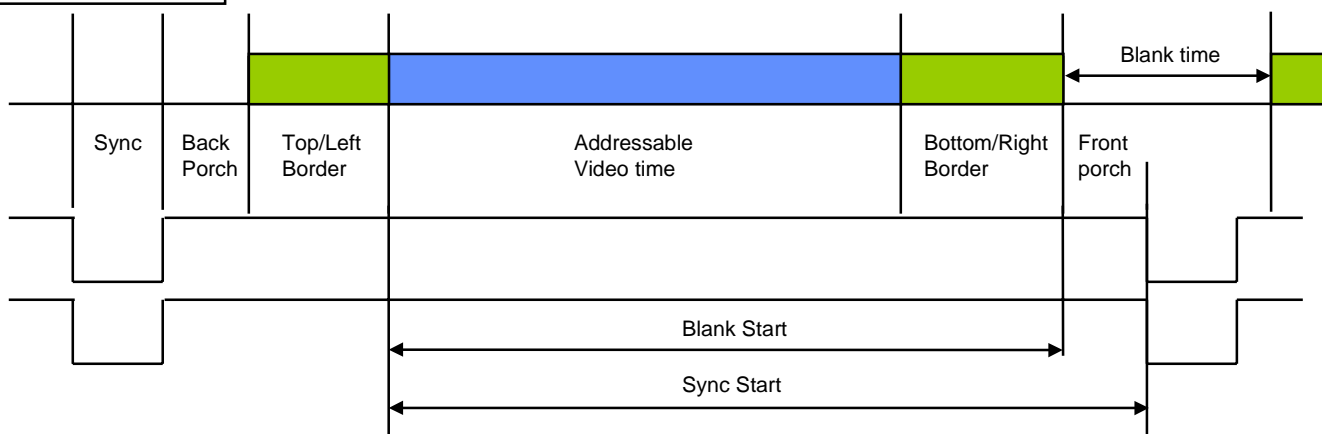 Blank time
Sync
Back
Porch
Top/Left
Border
Addressable
Video time
Bottom/Right
Border
Front
porch
Blank Start
Sync Start